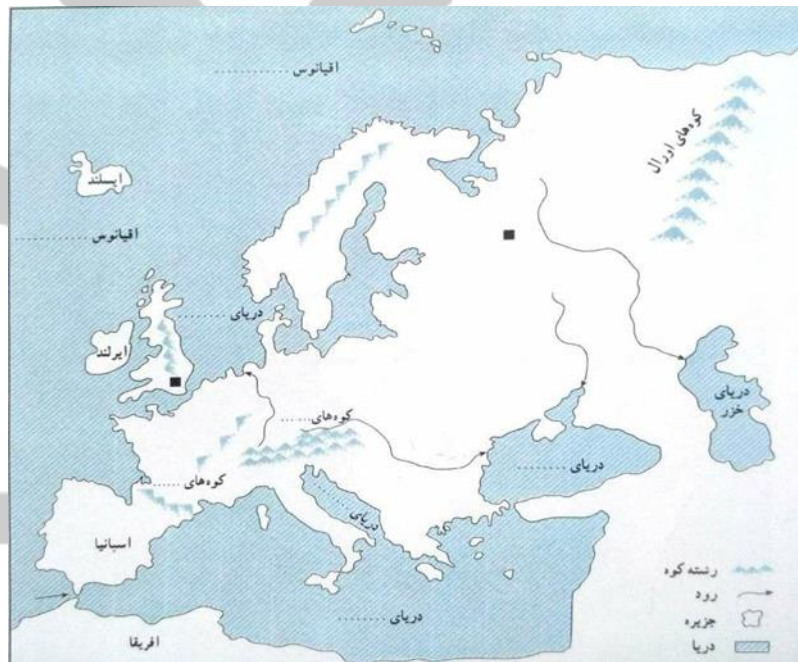 اقیانوس ........
کوه‌های اورال
ایسلند
اقیانوس ........
دریای ........
ایرلند
دریای
خزر
کوه‌های ......
دریای ........
کوه‌های ......
دریای ........
اسپانیا
دریای ........
افریقا
رشته کوه
رود
جزیره
دریا